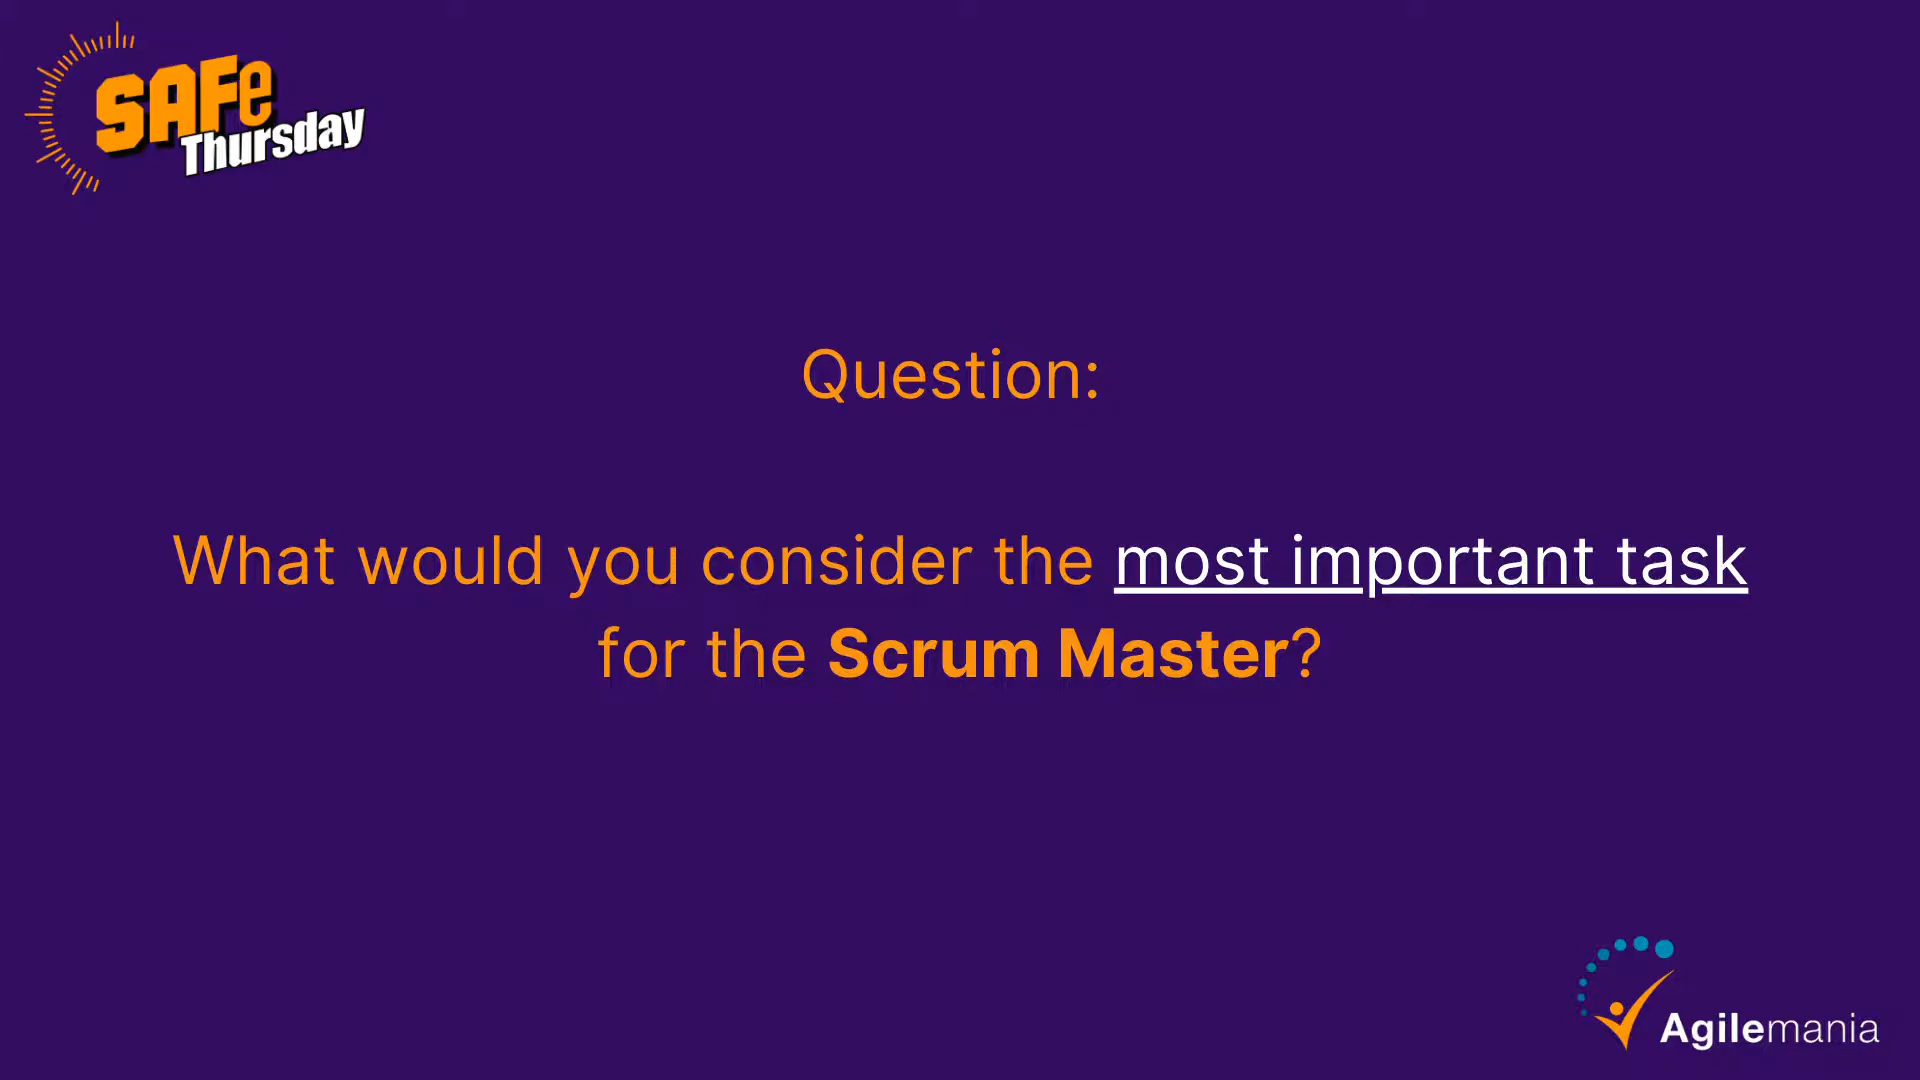 SAFe
Thursday
Question:
What would you consider the most important task
for the Scrum Master?
Agilemania